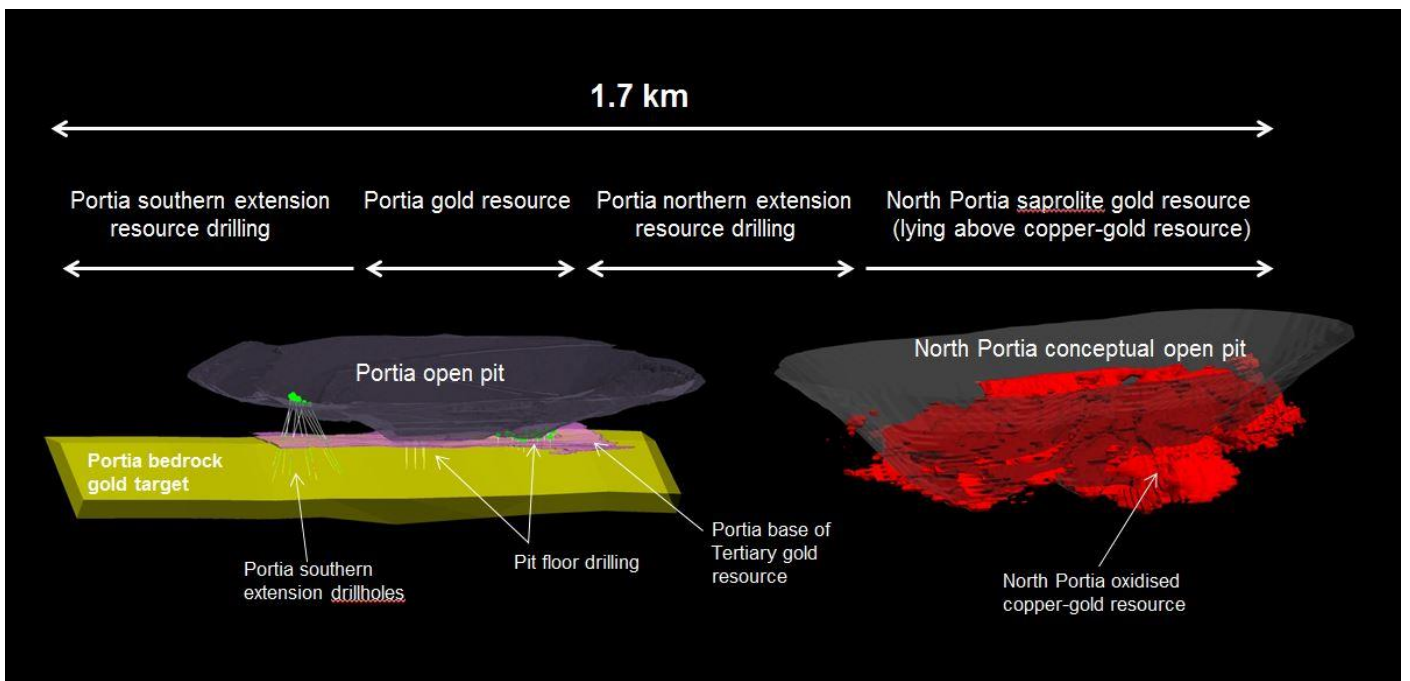 1.7 km
Portia southern extension
resource drilling
Portia gold resource
Portia northern extension
resource drilling
North Portia saprolite gold resource
(lying above copper-gold resource)
Portia open pit
North Portia conceptual open pit
Portia bedrock
gold target
Portia southern
extension drillholes
Pit floor drilling
Portia base of
Tertiary gold
resource
North Portia oxidised
copper-gold resource